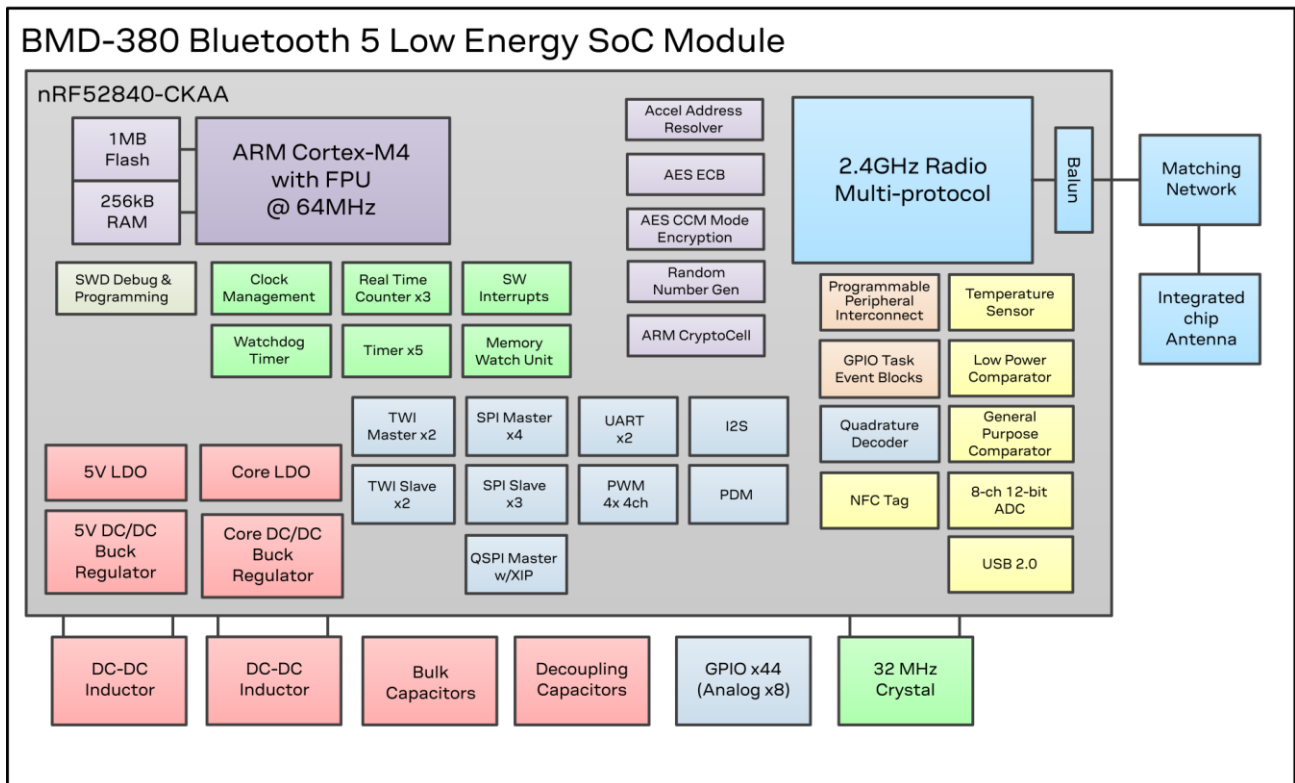 BMD-380 Bluetooth 5 Low Energy SoC Module
nRF52840-CKAA
1MB
Flash
256kB
RAM
ARM Cortex-M4
with FPU
@ 64MHz
Accel Address
Resolver
AES ECB
AES CCM Mode
Encryption
Random
Number Gen
ARM CryptoCell
2.4GHz Radio
Multi-protocol
Balun
Matching
Network
Integrated
chip
Antenna
SWD Debug &
Programming
Clock
Management
Real Time
Counter x3
SW
Interrupts
Watchdog
Timer
Timer x5
Memory
Watch Unit
Programmable
Peripheral
Interconnect
Temperature
Sensor
GPIO Task
Event Blocks
Low Power
Comparator
Quadrature
Decoder
General
Purpose
Comparator
NFC Tag
8-ch 12-bit
ADC
USB 2.0
TWI
Master x2
SPI Master
x4
UART
x2
I2S
TWI Slave
x2
SPI Slave
x3
PWM
4x 4ch
PDM
QSPI Master
w/XIP
5V LDO
Core LDO
5V DC/DC
Buck
Regulator
Core DC/DC
Buck
Regulator
DC-DC
Inductor
DC-DC
Inductor
Bulk
Capacitors
Decoupling
Capacitors
GPIO x44
(Analog x8)
32 MHz
Crystal